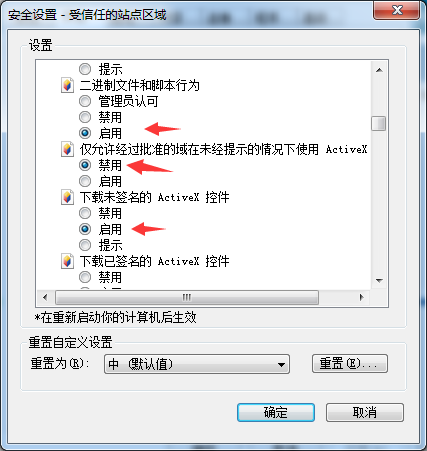 安全设置 - 受信任的站点区域
设置
提示
二进制文件和脚本行为
管理员认可
禁用
启用
仅允许经过批准的域在未经提示的情况下使用 ActiveX
禁用
启用
下载未签名的 ActiveX 控件
禁用
启用
提示
下载已签名的 ActiveX 控件
禁用
*在重新启动你的计算机后生效
重置自定义设置
重置为(R): 中 (默认值) 重置(E)...
确定 取消